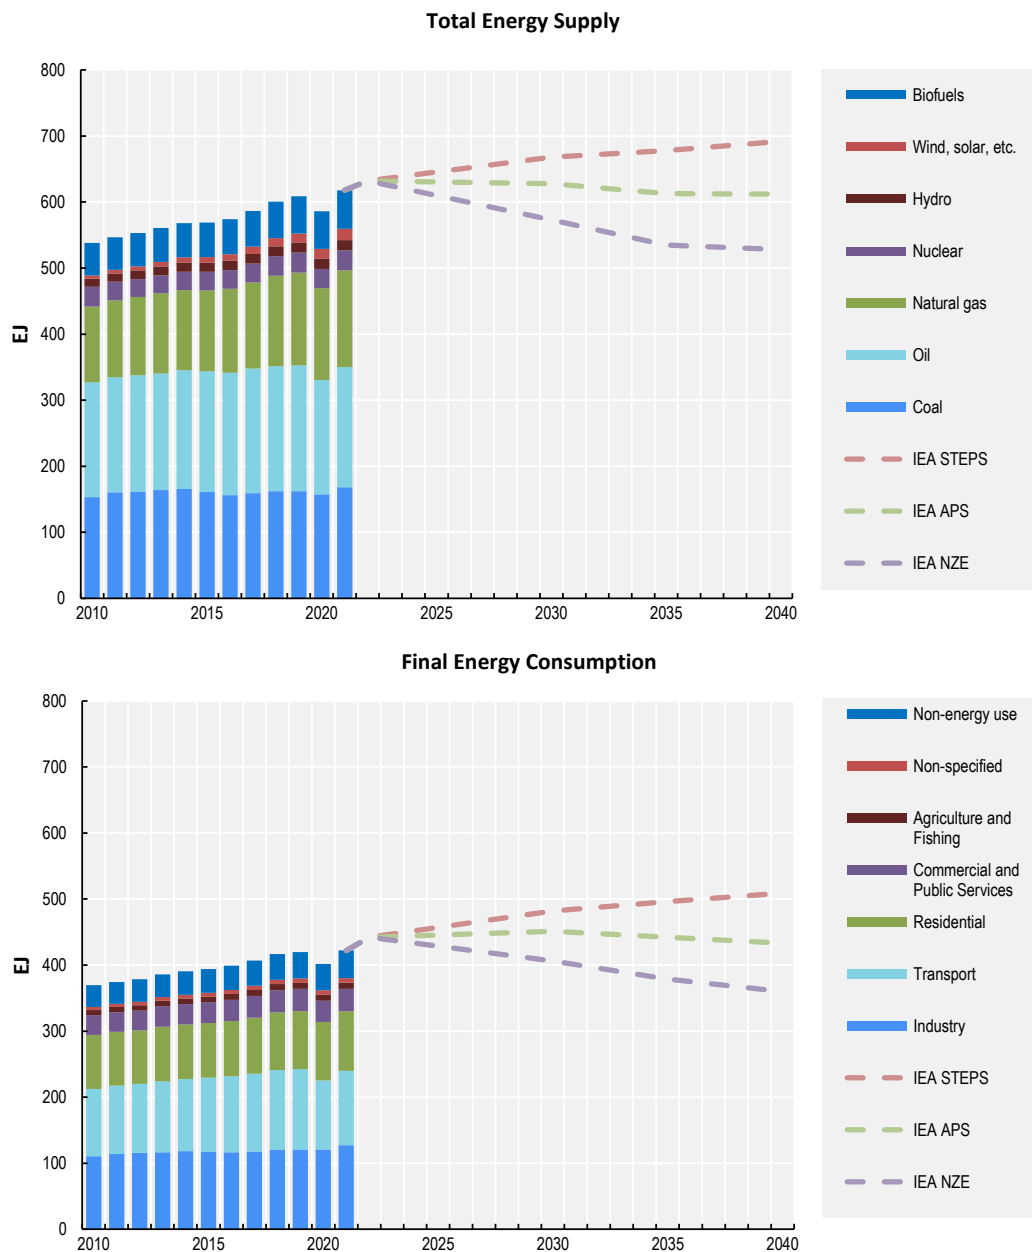 Total Energy Supply
800
700
600
500
400
300
200
100
0
EJ
2010
2015
2020
2025
2030
2035
2040
Biofuels
Wind, solar, etc.
Hydro
Nuclear
Natural gas
Oil
Coal
IEA STEPS
IEA APS
IEA NZE
Final Energy Consumption
800
700
600
500
400
300
200
100
0
EJ
2010
2015
2020
2025
2030
2035
2040
Non-energy use
Non-specified
Agriculture and
Fishing
Commercial and
Public Services
Residential
Transport
Industry
IEA STEPS
IEA APS
IEA NZE